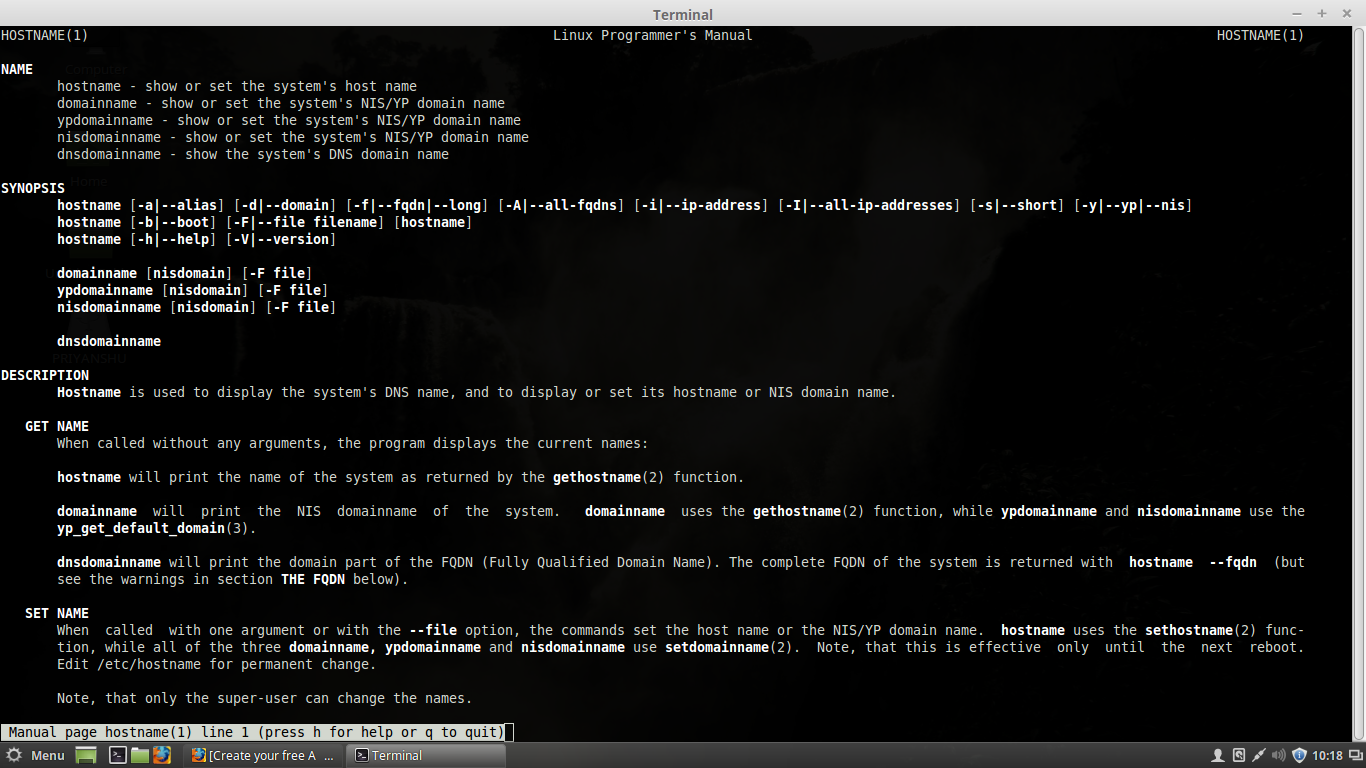 Terminal
HOSTNAME(1) Linux Programmer's Manual HOSTNAME(1)
NAME
hostname - show or set the system's host name
domainname - show or set the system's NIS/YP domain name
ypdomainname - show or set the system's NIS/YP domain name
nisdomainname - show or set the system's NIS/YP domain name
dnsdomainname - show the system's DNS domain name
Home
SYNOPSIS
hostname [-a|--alias] [-d|--domain] [-f|--fqdn|--long] [-A|--all-fqdns] [-i|--ip-address] [-I|--all-ip-addresses] [-s|--short] [-y|--yp|--nis]
hostname [-b|--boot] [-F|--file filename] [hostname]
hostname [-h|--help] [-V|--version]
domainname [nisdomain] [-F file]
ypdomainname [nisdomain] [-F file]
nisdomainname [nisdomain] [-F file]
dnsdomainname
PRIYANSHU
DESCRIPTION
Hostname is used to display the system's DNS name, and to display or set its hostname or NIS domain name.
GET NAME
When called without any arguments, the program displays the current names:
hostname will print the name of the system as returned by the gethostname(2) function.
domainname will print the NIS domainname of the system. domainname uses the gethostname(2) function, while ypdomainname and nisdomainname use the
yp_get_default_domain(3).
dnsdomainname will print the domain part of the FQDN (Fully Qualified Domain Name). The complete FQDN of the system is returned with hostname --fqdn (but
see the warnings in section THE FQDN below).
SET NAME
When called with one argument or with the --file option, the commands set the host name or the NIS/YP domain name. hostname uses the sethostname(2) func-
tion, while all of the three domainname, ypdomainname and nisdomainname use setdomainname(2). Note, that this is effective only until the next reboot.
Edit /etc/hostname for permanent change.
Note, that only the super-user can change the names.
Manual page hostname(1) line 1 (press h for help or q to quit)
Menu [Create your free A ... Terminal 10:18